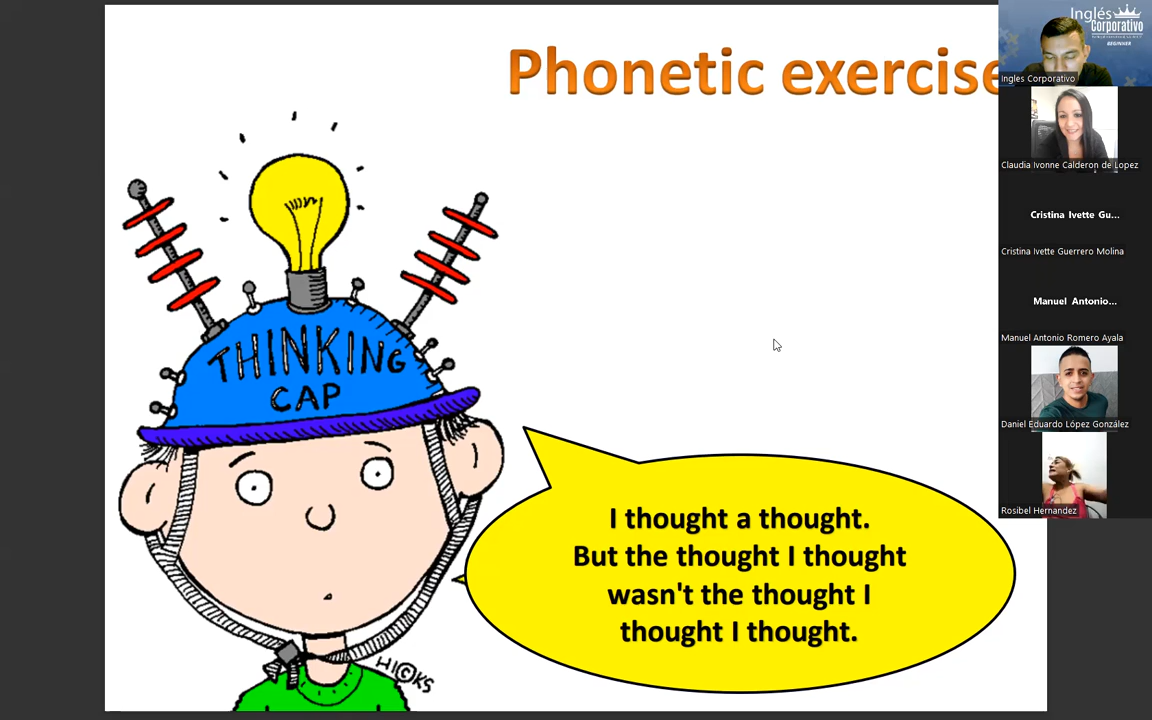 Phonetic exercise
THINKING
CAP
I thought a thought.
But the thought I thought
wasn't the thought I
thought I thought.
HICKS
Inglés
Corporativo
BEGINNER
Ingles Corporativo
Claudia Ivonne Calderon de Lopez
Cristina Ivette Gu...
Cristina Ivette Guerrero Molina
Manuel Antonio...
Manuel Antonio Romero Ayala
Daniel Eduardo López González
Rosibel Hernandez